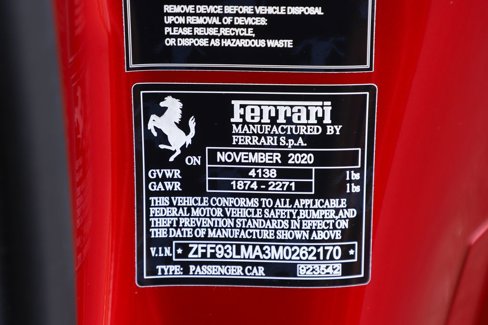 REMOVE DEVICE BEFORE VEHICLE DISPOSAL
UPON REMOVAL OF DEVICES:
PLEASE REUSE,RECYCLE,
OR DISPOSE AS HAZARDOUS WASTE
Ferrari
MANUFACTURED BY
FERRARI S.p.A.
ON NOVEMBER 2020
GVWR 4138 lbs
GAWR 1874 - 2271 lbs
THIS VEHICLE CONFORMS TO ALL APPLICABLE
FEDERAL MOTOR VEHICLE SAFETY,BUMPER,AND
THEFT PREVENTION STANDARDS IN EFFECT ON
THE DATE OF MANUFACTURE SHOWN ABOVE
V.I.N. * ZFF93LMA3M0262170 *
TYPE: PASSENGER CAR 923542